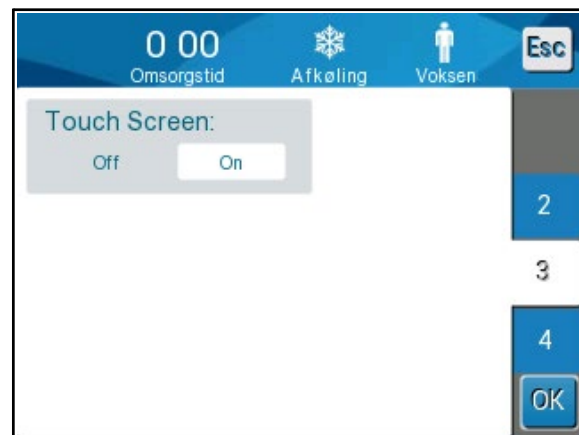 0 00
Omsorgstid
Afkøling
Voksen
Esc
Touch Screen:
Off On
2
3
4
OK